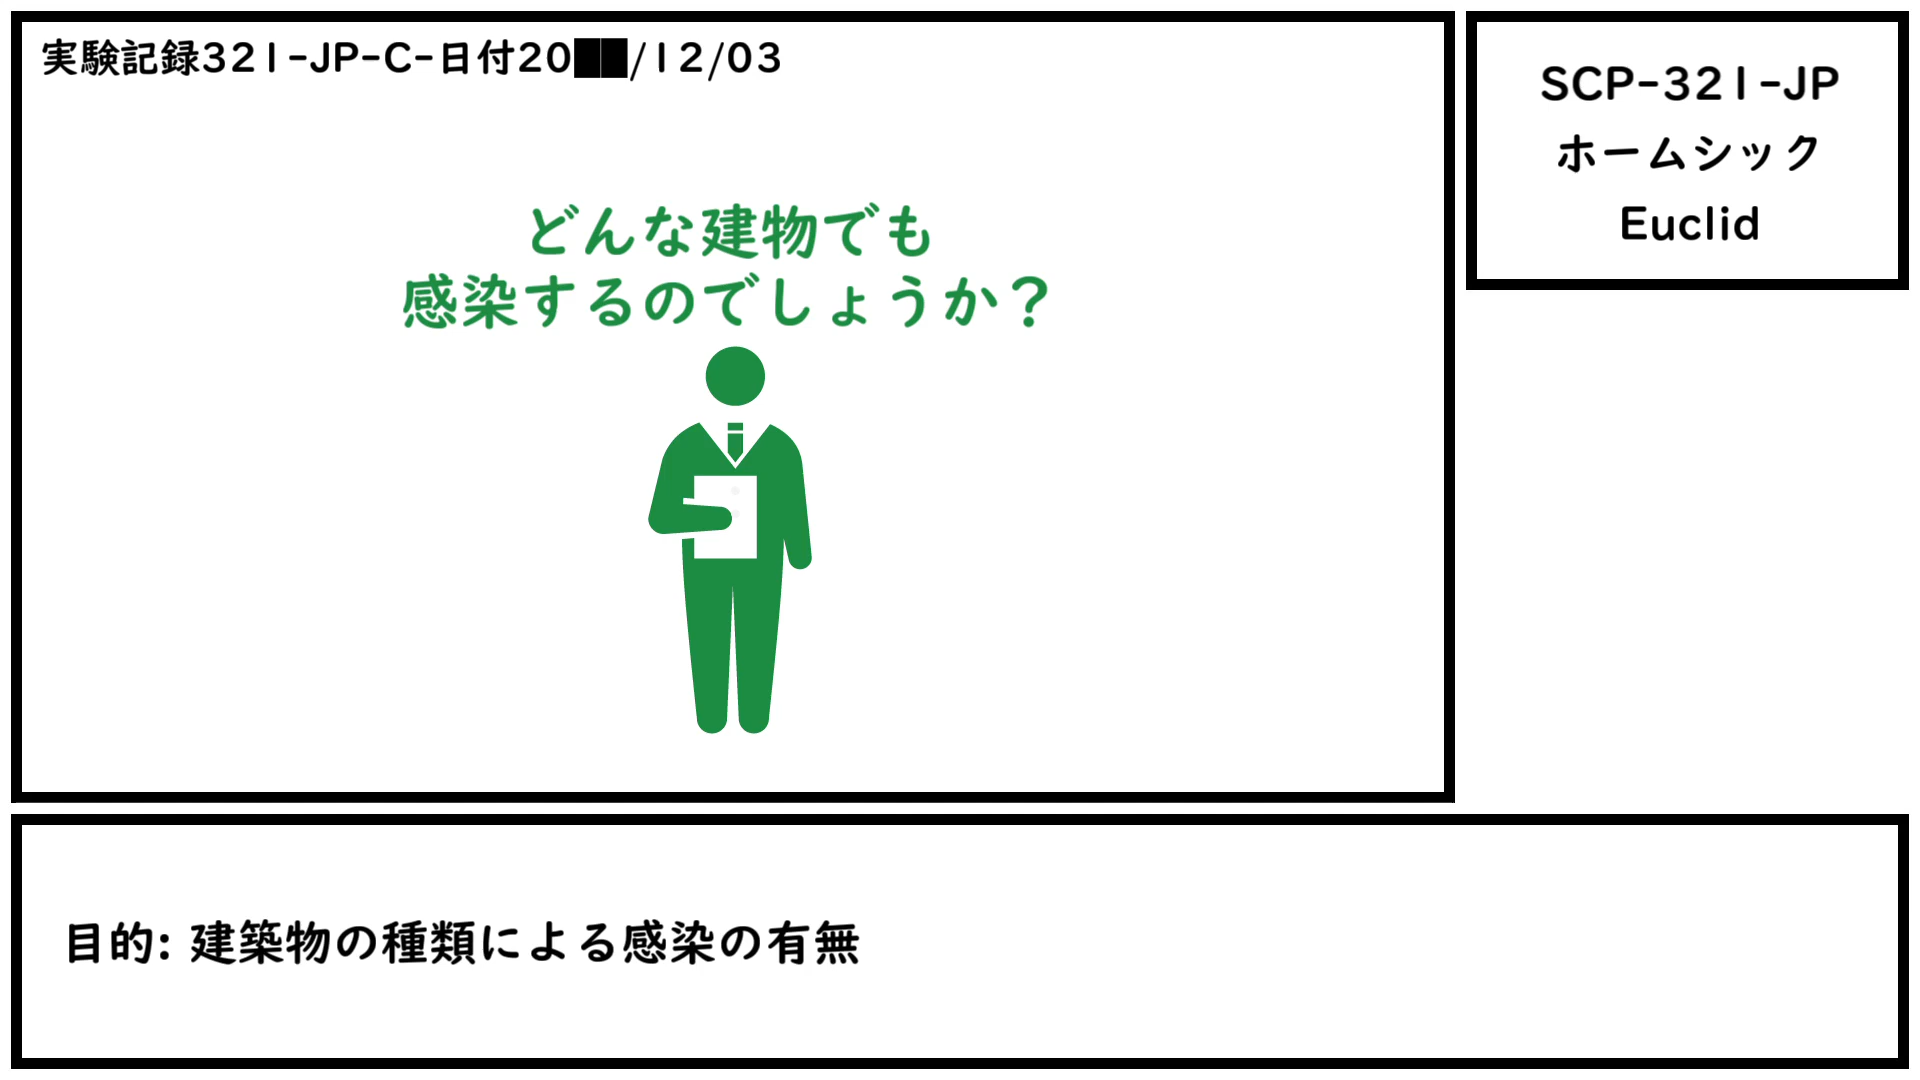 実験記録321-JP-C-日付20██/12/03
どんな建物でも
感染するのでしょうか？
SCP-321-JP
ホームシック
Euclid
目的: 建築物の種類による感染の有無